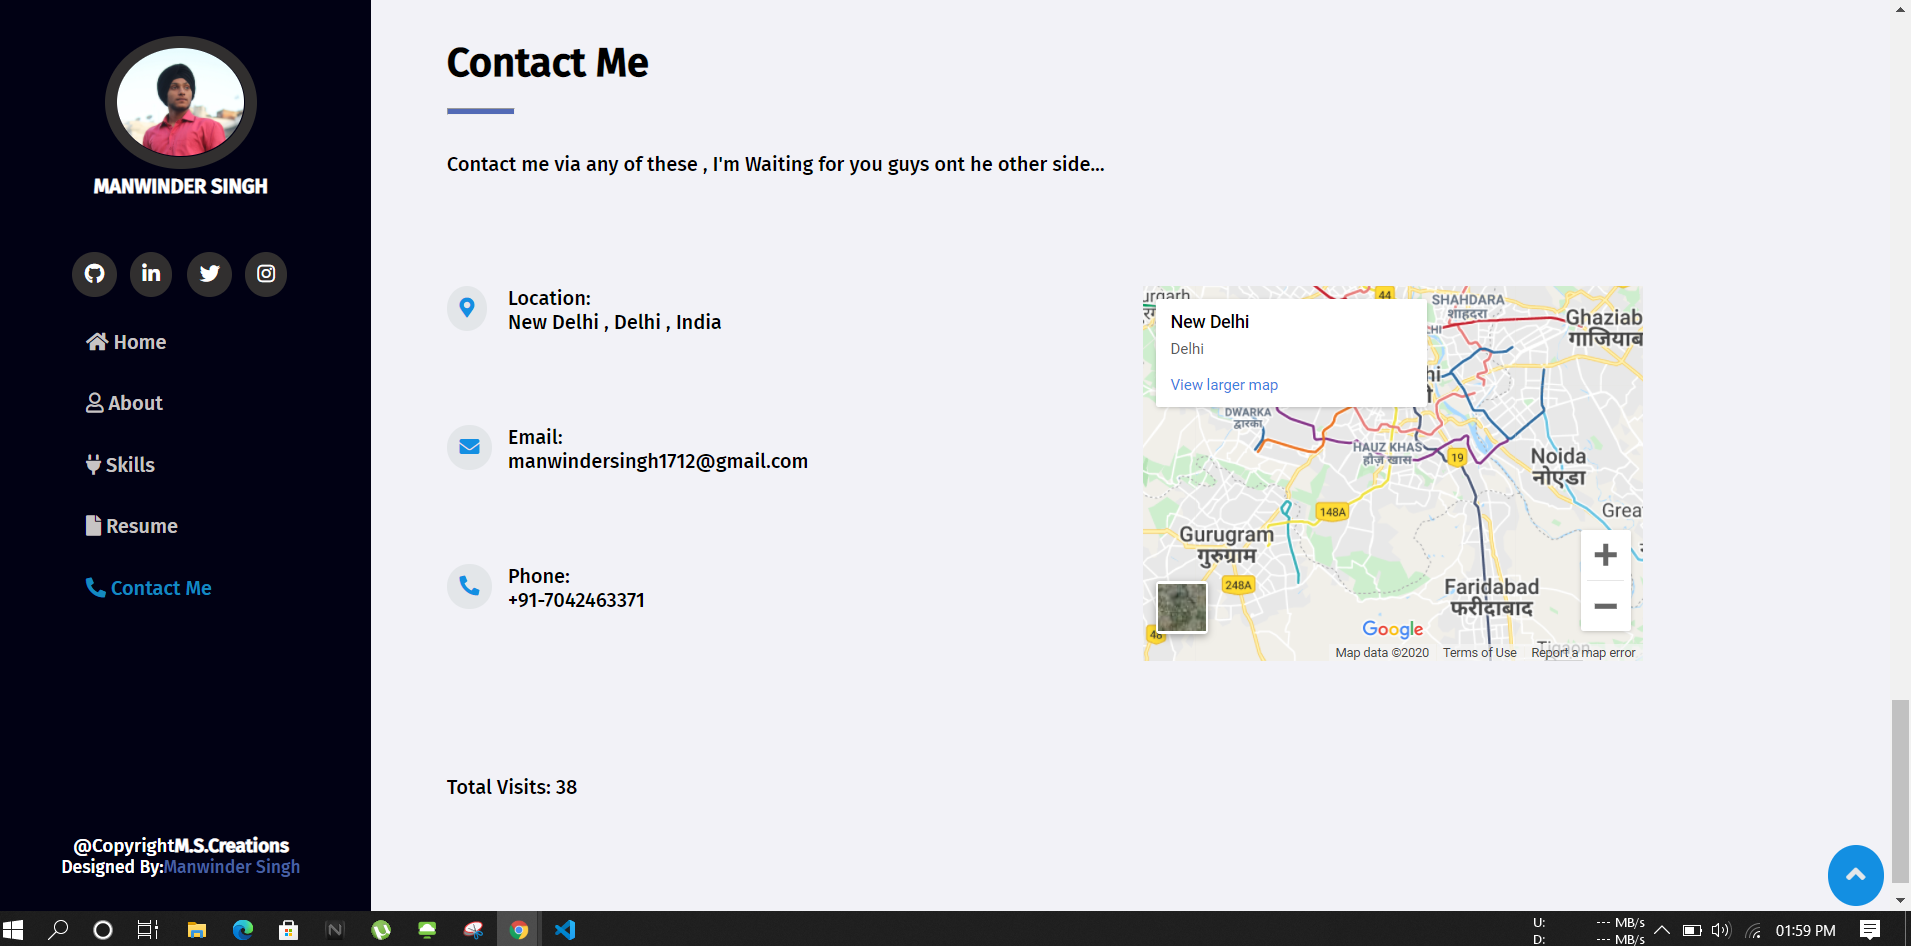 MANWINDER SINGH
Home
About
Skills
Resume
Contact Me
@CopyrightM.S.Creations
Designed By:Manwinder Singh
Contact Me
Contact me via any of these , I'm Waiting for you guys ont he other side...
Location:
New Delhi , Delhi , India
Email:
manwindersingh1712@gmail.com
Phone:
+91-7042463371
Total Visits: 38
New Delhi
Delhi
View larger map
44
SHAHDARA
शाहदरा
Ghaziab
गाजियाब
DWARKA
द्वारका
HAUZ KHAS
हौज़ खास
19
Noida
नोएडा
148A
Grea
Gurugram
गुरुग्राम
248A
Faridabad
फरीदाबाद
48
Google
Map data ©2020 Terms of Use Report a map error
U: --- MB/s
D: --- MB/s
01:59 PM